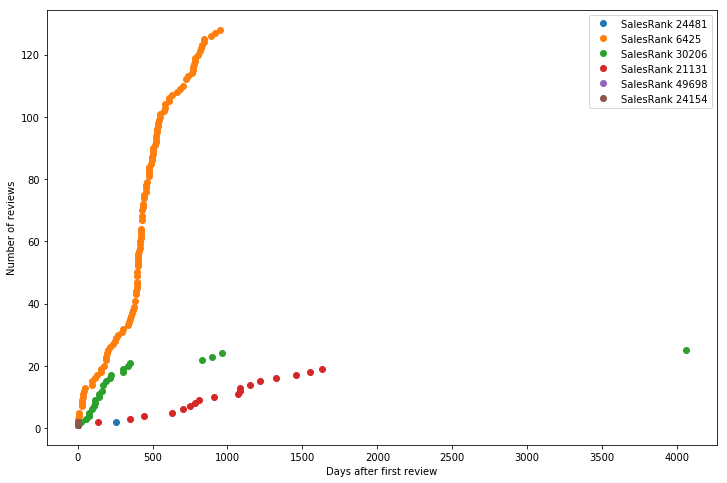 SalesRank 24481
SalesRank 6425
SalesRank 30206
SalesRank 21131
SalesRank 49698
SalesRank 24154
120
100
80
60
40
20
0
Number of reviews
0 500 1000 1500 2000 2500 3000 3500 4000
Days after first review